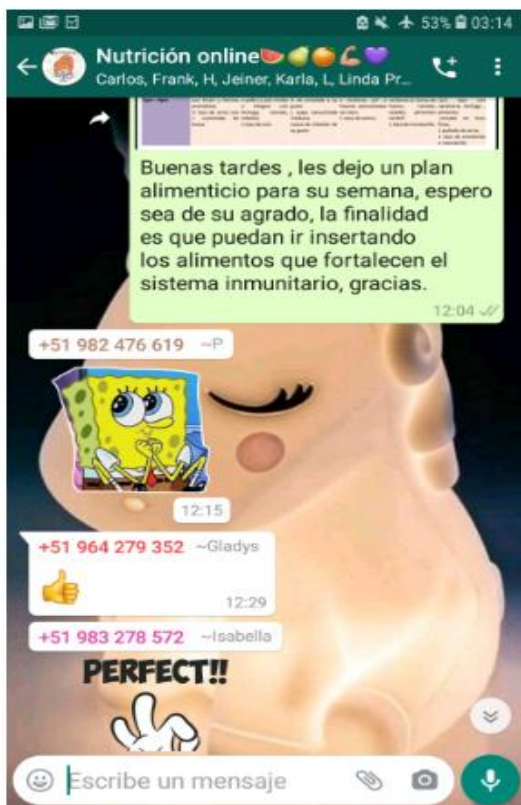 53% 03:14
Nutrición online
Carlos, Frank, H, Jeiner, Karla, L, Linda Pr...
Buenas tardes , les dejo un plan
alimenticio para su semana, espero
sea de su agrado, la finalidad
es que puedan ir insertando
los alimentos que fortalecen el
sistema inmunitario, gracias.
12:04
+51 982 476 619 ~P
12:15
+51 964 279 352 ~Gladys
12:29
+51 983 278 572 ~Isabella
PERFECT!!
Escribe un mensaje